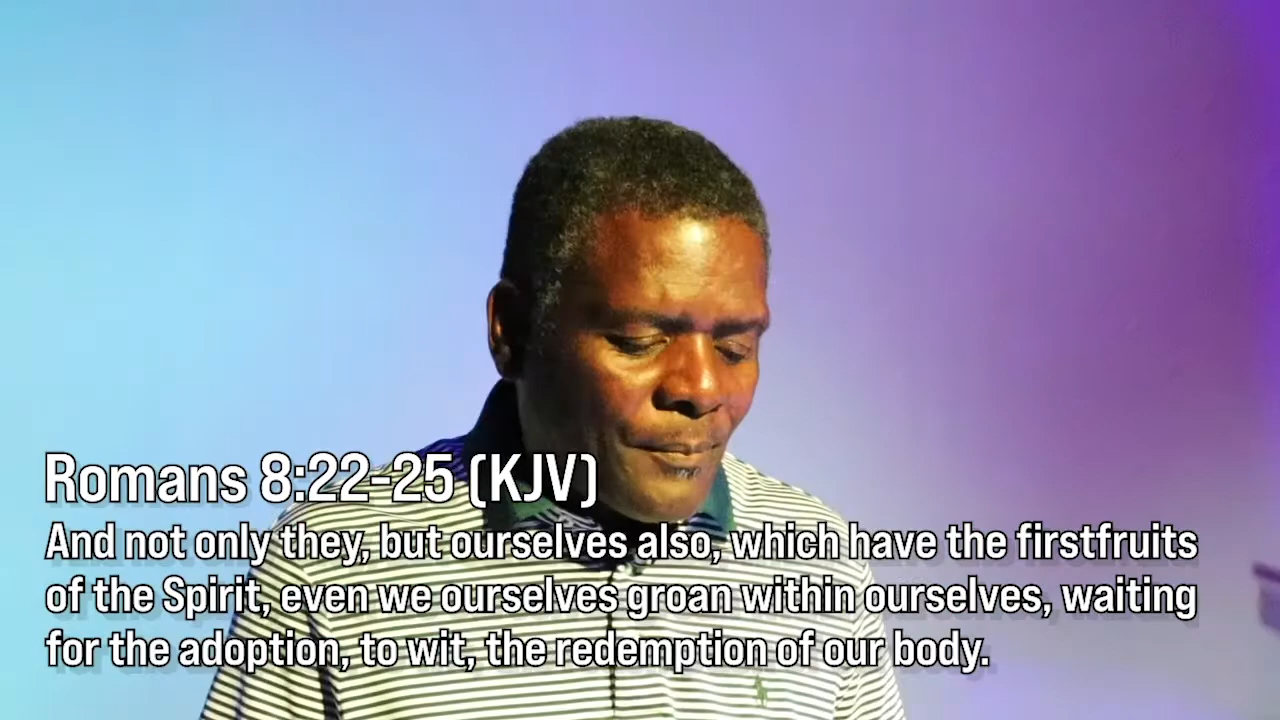 Romans 8:22-25 (KJV)
And not only they, but ourselves also, which have the firstfruits
of the Spirit, even we ourselves groan within ourselves, waiting
for the adoption, to wit, the redemption of our body.